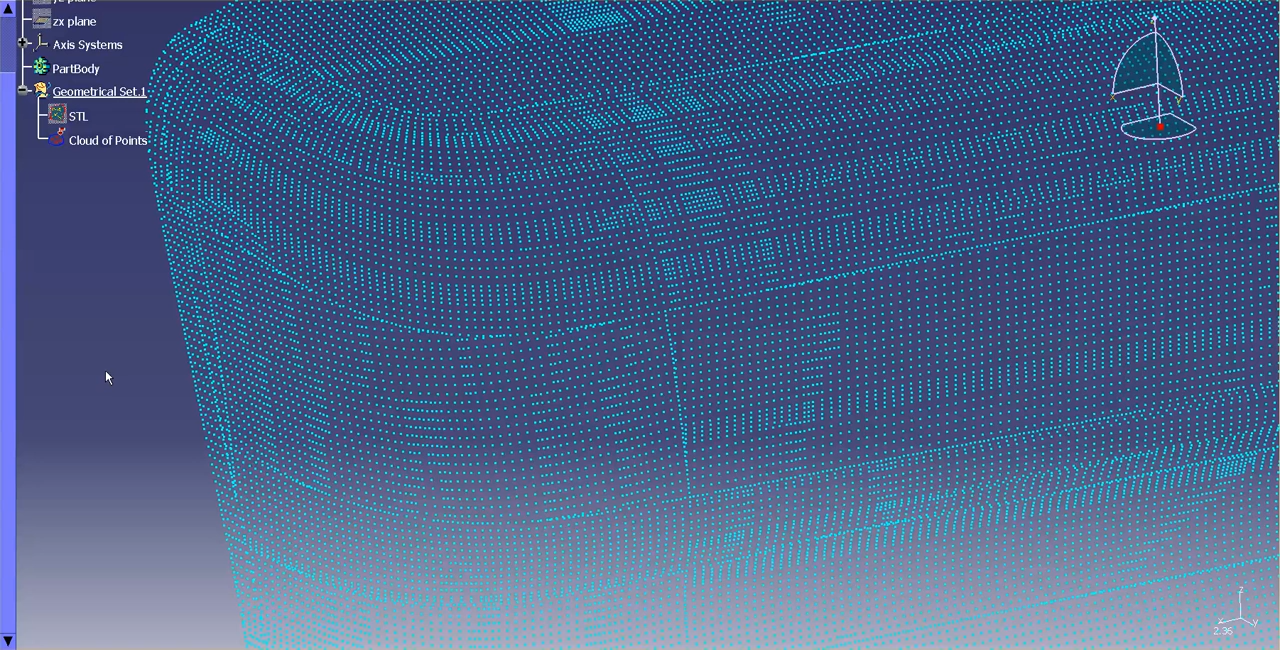 zx plane
Axis Systems
PartBody
Geometrical Set.1
STL
Cloud of Points
z
x
y
2.36